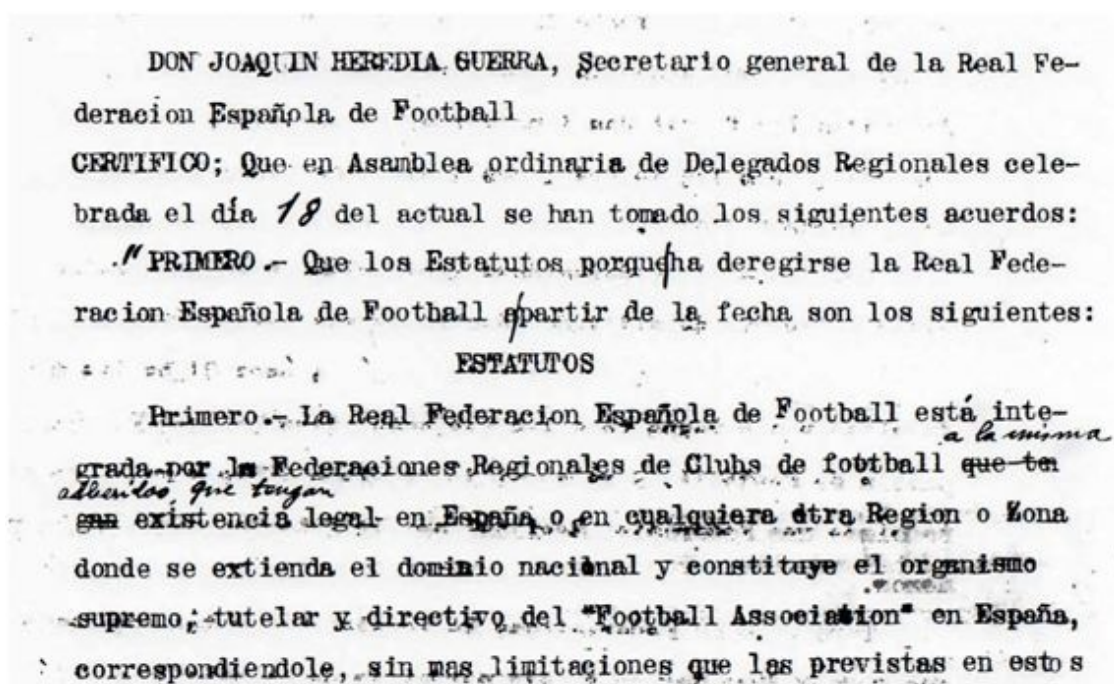 DON JOAQUIN HEREDIA GUERRA, Secretario general de la Real Fe-
deracion Española de Football
CERTIFICO; Que en Asamblea ordinaria de Delegados Regionales cele-
brada el día 18 del actual se han tomado los siguientes acuerdos:
"PRIMERO.- Que los Estatutos porque/ha deregirse la Real Fede-
racion Española de Football a/partir de la fecha son los siguientes:
ESTATUTOS
Primero.- La Real Federacion Española de Football está inte-
a la misma
grada por la Federaciones Regionales de Clubs de football que ten
adheridos, que tengan
gan existencia legal en España o en cualquiera otra Region o Zona
donde se extienda el dominio nacional y constituye el organismo
supremo, tutelar y directivo del "Football Association" en España,
correspondiendole, sin mas limitaciones que las previstas en estos